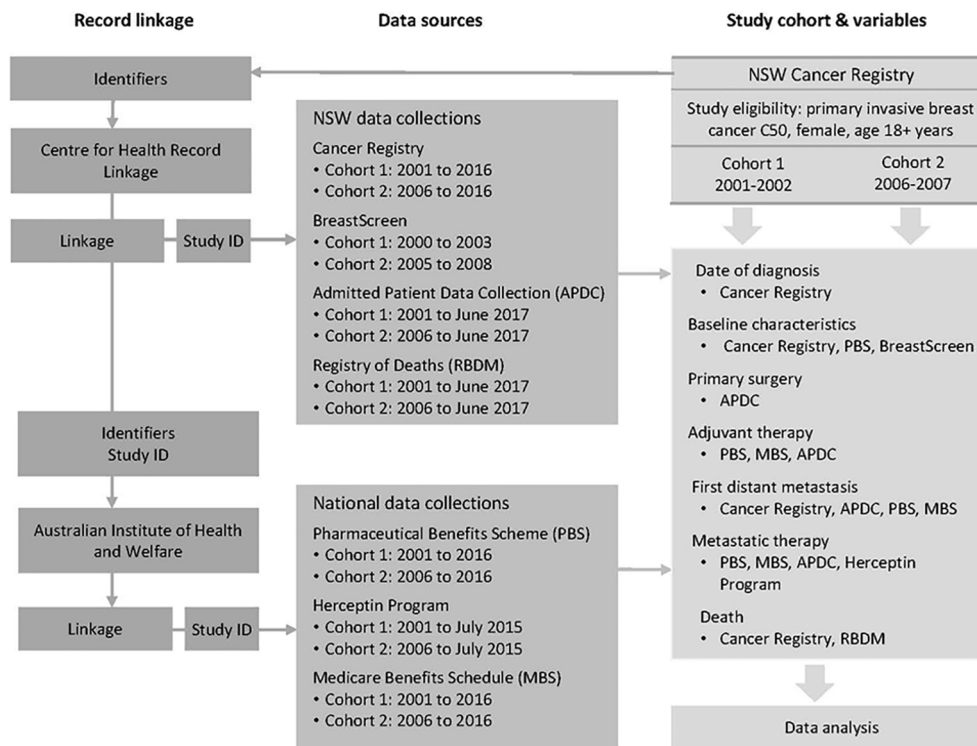 Record linkage
Data sources
Study cohort & variables
Identifiers
Centre for Health Record
Linkage
Linkage
Study ID
Identifiers
Study ID
Australian Institute of Health
and Welfare
Linkage
Study ID
NSW data collections
Cancer Registry
• Cohort 1: 2001 to 2016
• Cohort 2: 2006 to 2016
BreastScreen
• Cohort 1: 2000 to 2003
• Cohort 2: 2005 to 2008
Admitted Patient Data Collection (APDC)
• Cohort 1: 2001 to June 2017
• Cohort 2: 2006 to June 2017
Registry of Deaths (RBDM)
• Cohort 1: 2001 to June 2017
• Cohort 2: 2006 to June 2017
National data collections
Pharmaceutical Benefits Scheme (PBS)
• Cohort 1: 2001 to 2016
• Cohort 2: 2006 to 2016
Herceptin Program
• Cohort 1: 2001 to July 2015
• Cohort 2: 2006 to July 2015
Medicare Benefits Schedule (MBS)
• Cohort 1: 2001 to 2016
• Cohort 2: 2006 to 2016
NSW Cancer Registry
Study eligibility: primary invasive breast
cancer C50, female, age 18+ years
Cohort 1
2001-2002
Cohort 2
2006-2007
Date of diagnosis
• Cancer Registry
Baseline characteristics
• Cancer Registry, PBS, BreastScreen
Primary surgery
• APDC
Adjuvant therapy
• PBS, MBS, APDC
First distant metastasis
• Cancer Registry, APDC, PBS, MBS
Metastatic therapy
• PBS, MBS, APDC, Herceptin
Program
Death
• Cancer Registry, RBDM
Data analysis